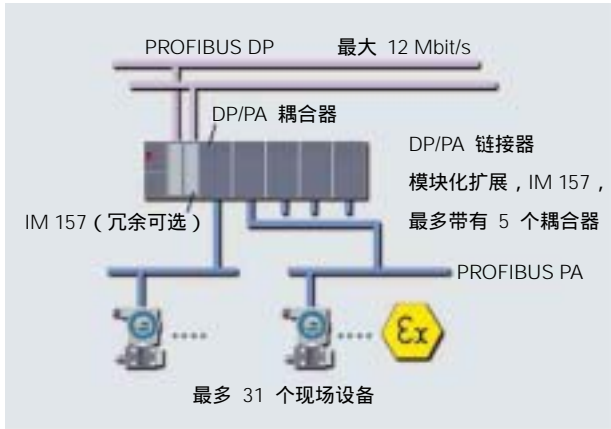 PROFIBUS DP 最大 12 Mbit/s
DP/PA 耦合器
DP/PA 链接器
模块化扩展，IM 157，
最多带有 5 个耦合器
IM 157（冗余可选）
PROFIBUS PA
Ex
最多 31 个现场设备